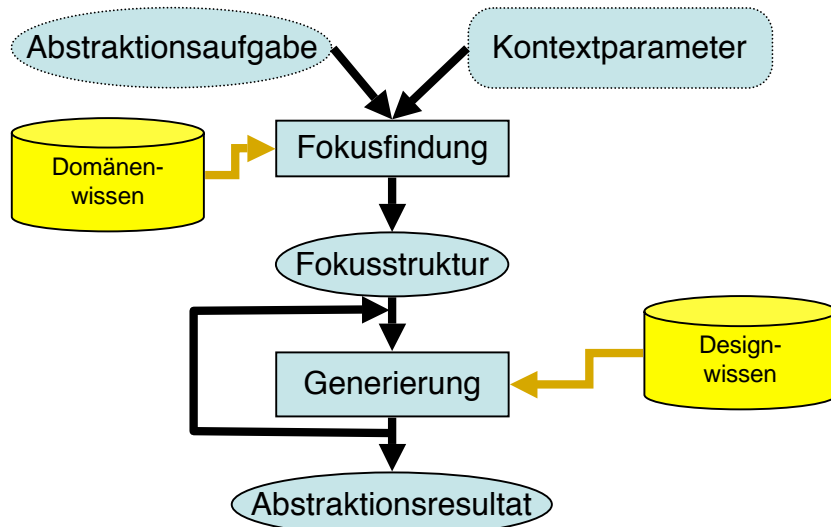 Abstraktionsaufgabe
Kontextparameter
Fokusfindung
Domänen-
wissen
Fokusstruktur
Generierung
Design-
wissen
Abstraktionsresultat